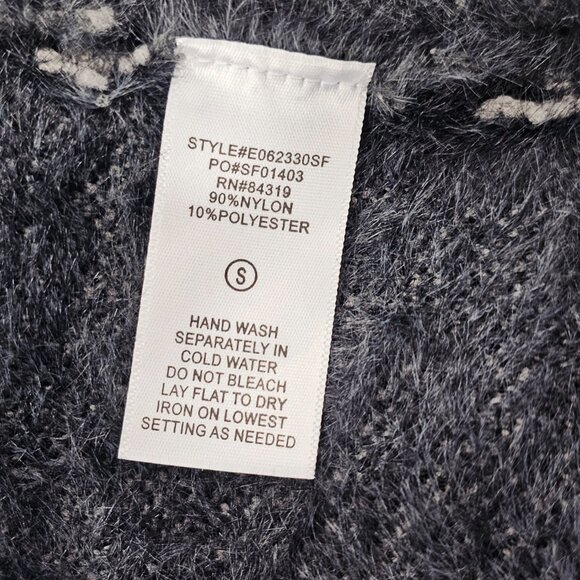 STYLE#E062330SF
PO#SF01403
RN#84319
90%NYLON
10%POLYESTER
S
HAND WASH
SEPARATELY IN
COLD WATER
DO NOT BLEACH
LAY FLAT TO DRY
IRON ON LOWEST
SETTING AS NEEDED